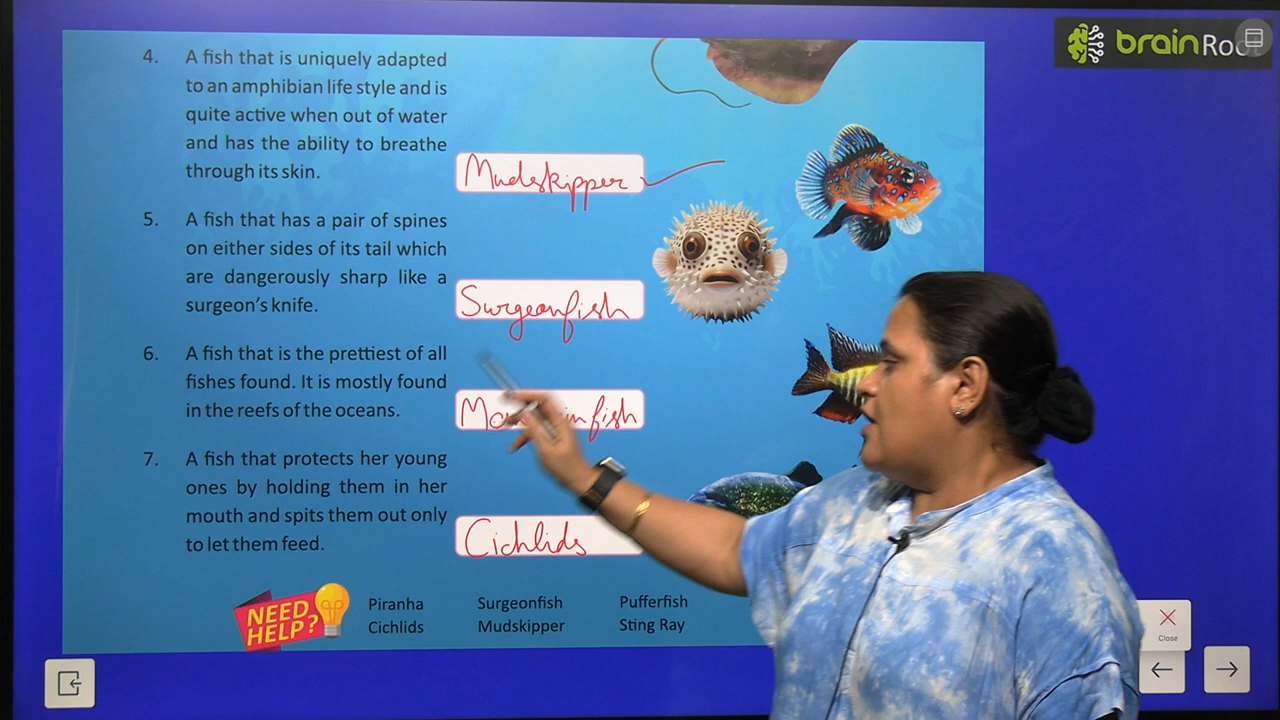 brainRoot
4. A fish that is uniquely adapted
to an amphibian life style and is
quite active when out of water
and has the ability to breathe
through its skin.
Mudskipper
5. A fish that has a pair of spines
on either sides of its tail which
are dangerously sharp like a
surgeon's knife.
Surgeonfish
6. A fish that is the prettiest of all
fishes found. It is mostly found
in the reefs of the oceans.
7. A fish that protects her young
ones by holding them in her
mouth and spits them out only
to let them feed.
Cichlids
NEED
HELP?
Piranha Surgeonfish Pufferfish
Cichlids Mudskipper Sting Ray
Close